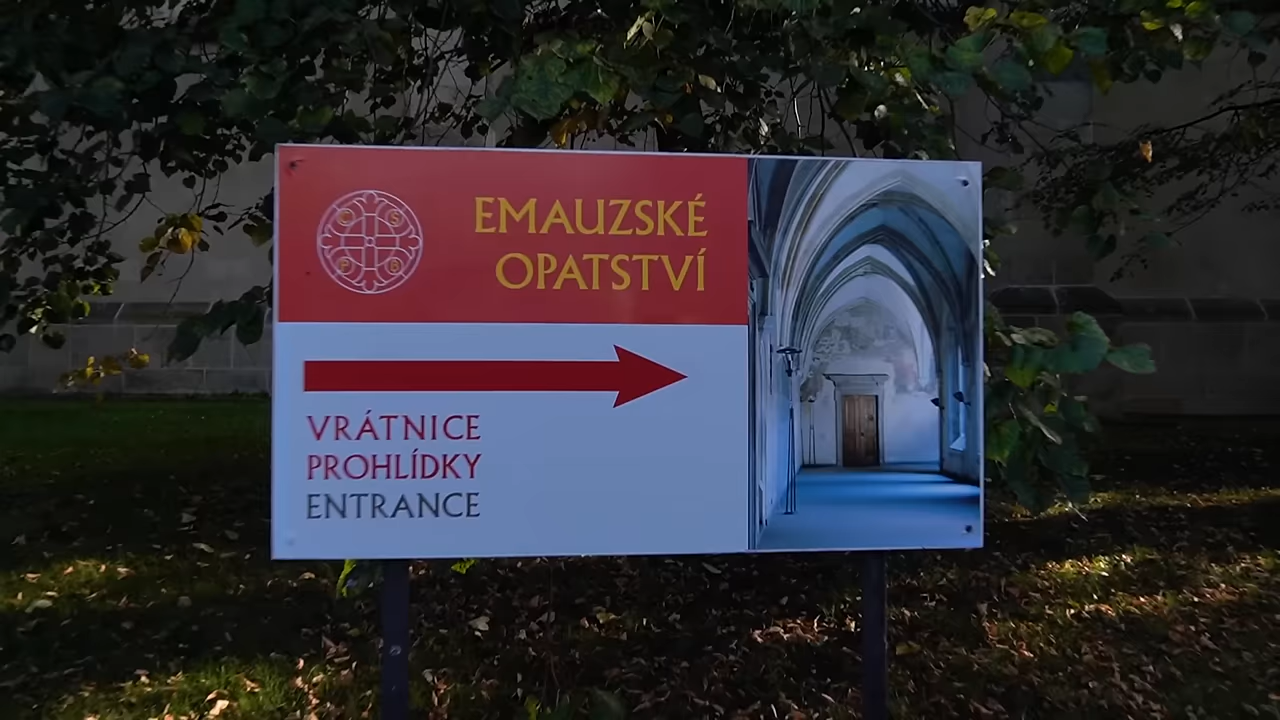 EMAUZSKÉ
OPATSTVÍ
C S
P B
VRÁTNICE
PROHLÍDKY
ENTRANCE